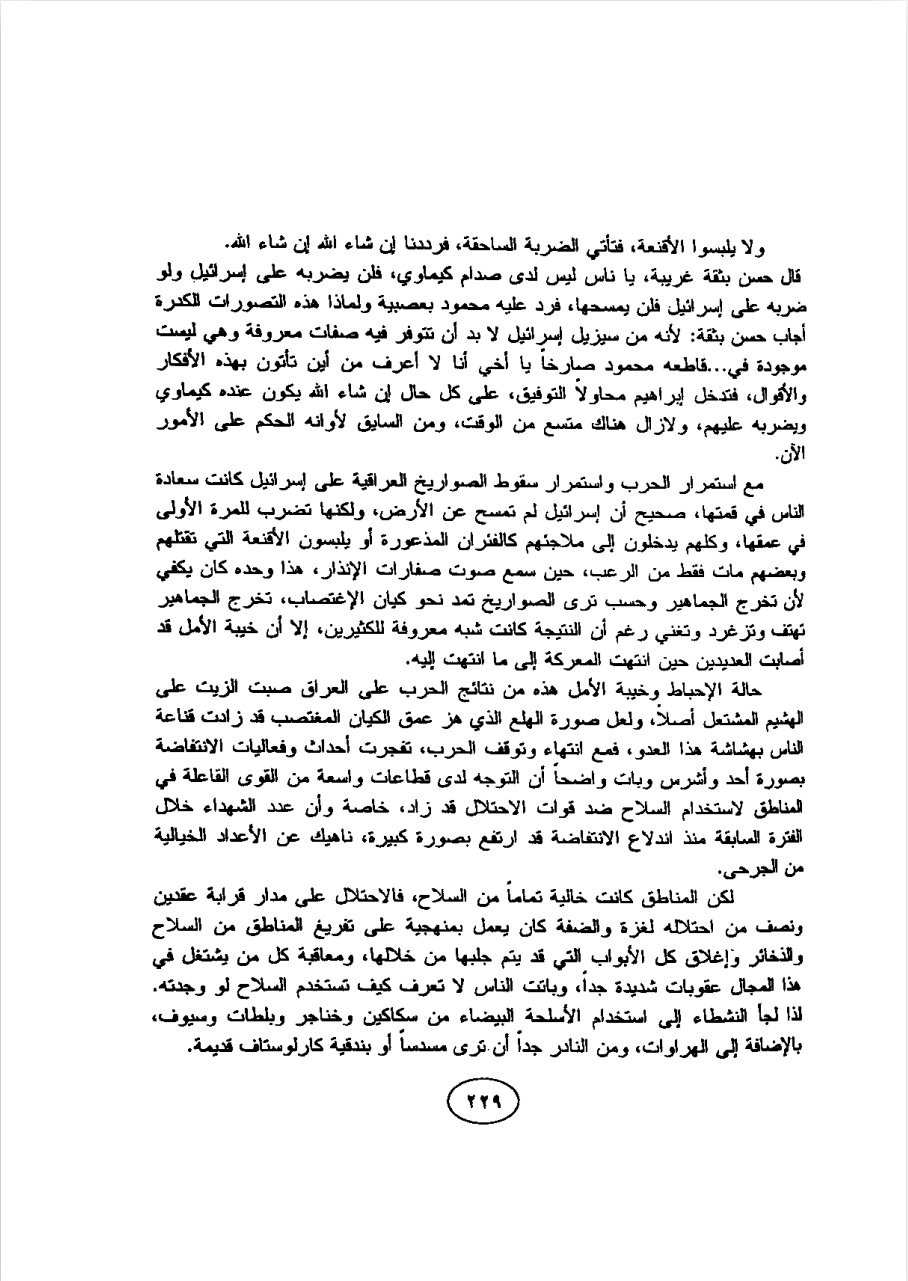 ولا يلبسوا الأقنعة، فتأتي الضربة الساحقة، فرددنا إن شاء الله إن شاء الله.
قال حسن بثقة غريبة، يا ناس ليس لدى صدام كيماوي، فلن يضربه على إسرائيل ولو
ضربه على إسرائيل فلن يمسحها، فرد عليه محمود بعصبية ولماذا هذه التصورات الكدرة
أجاب حسن بثقة: لأنه من سيزيل إسرائيل لا بد أن تتوفر فيه صفات معروفة وهي ليست
موجودة في...قاطعه محمود صارخاً يا أخي أنا لا أعرف من أين تأتون بهذه الأفكار
والأقوال، فتدخل إبراهيم محاولاً التوفيق، على كل حال إن شاء الله يكون عنده كيماوي
ويضربه عليهم، ولازال هناك متسع من الوقت، ومن السابق لأوانه الحكم على الأمور
الآن.
مع استمرار الحرب واستمرار سقوط الصواريخ العراقية على إسرائيل كانت سعادة
الناس في قمتها، صحيح أن إسرائيل لم تمسح عن الأرض، ولكنها تضرب للمرة الأولى
في عمقها، وكلهم يدخلون إلى ملاجئهم كالفئران المذعورة أو يلبسون الأقنعة التي تقتلهم
وبعضهم مات فقط من الرعب، حين سمع صوت صفارات الإنذار، هذا وحده كان يكفي
لأن تخرج الجماهير وحسب ترى الصواريخ تمد نحو كيان الإغتصاب، تخرج الجماهير
تهتف وتزغرد وتغني رغم أن النتيجة كانت شبه معروفة للكثيرين، إلا أن خيبة الأمل قد
أصابت العديدين حين انتهت المعركة إلى ما انتهت إليه.
حالة الإحباط وخيبة الأمل هذه من نتائج الحرب على العراق صبت الزيت على
الهشيم المشتعل أصلاً، ولعل صورة الهلع الذي هز عمق الكيان المغتصب قد زادت قناعة
الناس بهشاشة هذا العدو، فمع انتهاء وتوقف الحرب، تفجرت أحداث وفعاليات الانتفاضة
بصورة أحد وأشرس وبات واضحاً أن التوجه لدى قطاعات واسعة من القوى الفاعلة في
المناطق لاستخدام السلاح ضد قوات الاحتلال قد زاد، خاصة وأن عدد الشهداء خلال
الفترة السابقة منذ اندلاع الانتفاضة قد ارتفع بصورة كبيرة، ناهيك عن الأعداد الخيالية
من الجرحى.
لكن المناطق كانت خالية تماماً من السلاح، فالاحتلال على مدار قرابة عقدين
ونصف من احتلاله لغزة والضفة كان يعمل بمنهجية على تفريغ المناطق من السلاح
والذخائر وإغلاق كل الأبواب التي قد يتم جلبها من خلالها، ومعاقبة كل من يشتغل في
هذا المجال عقوبات شديدة جداً، وباتت الناس لا تعرف كيف تستخدم السلاح لو وجدته.
لذا لجأ النشطاء إلى استخدام الأسلحة البيضاء من سكاكين وخناجر وبلطات وسيوف،
بالإضافة إلى الهراوات، ومن النادر جداً أن ترى مسدساً أو بندقية كارلوستاف قديمة.
٢٢٩